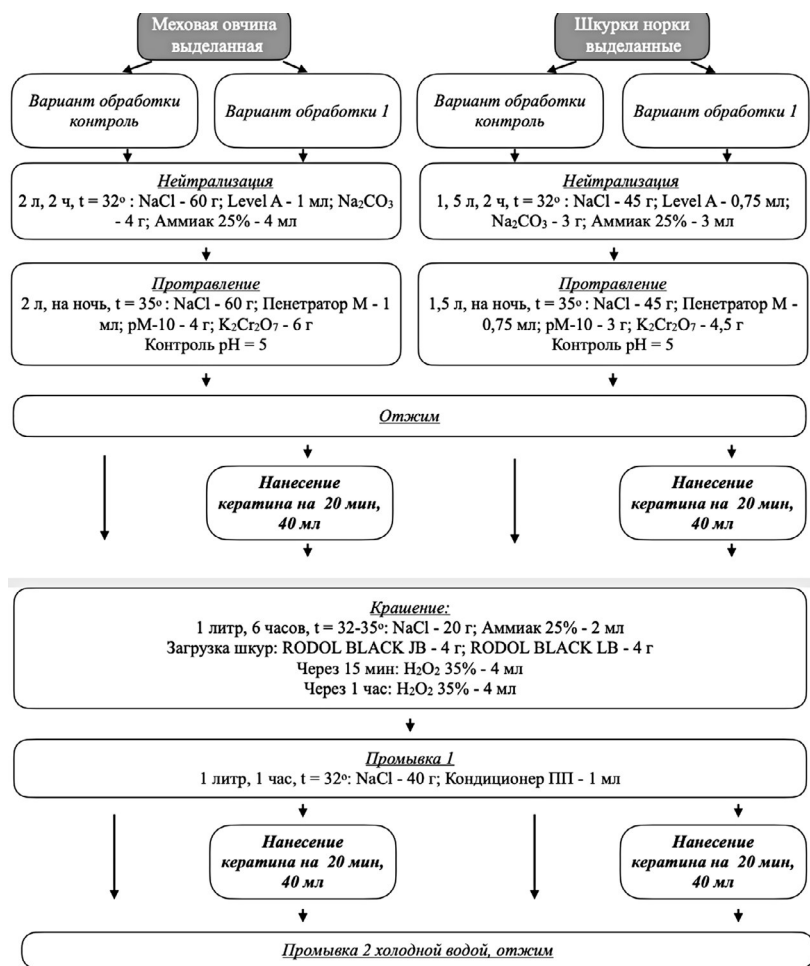 Меховая овчина
выделанная
Шкурки норки
выделанные
Вариант обработки
контроль
Вариант обработки 1
Вариант обработки
контроль
Вариант обработки 1
Нейтрализация
2 л, 2 ч, t = 32º : NaCl - 60 г; Level A - 1 мл; Na₂CO₃
- 4 г; Аммиак 25% - 4 мл
Нейтрализация
1, 5 л, 2 ч, t = 32º : NaCl - 45 г; Level A - 0,75 мл;
Na₂CO₃ - 3 г; Аммиак 25% - 3 мл
Протравление
2 л, на ночь, t = 35º : NaCl - 60 г; Пенетратор М - 1
мл; рМ-10 - 4 г; K₂Cr₂O₇ - 6 г
Контроль pH = 5
Протравление
1,5 л, на ночь, t = 35º : NaCl - 45 г; Пенетратор М -
0,75 мл; рМ-10 - 3 г; K₂Cr₂O₇ - 4,5 г
Контроль pH = 5
Отжим
Нанесение
кератина на 20 мин,
40 мл
Нанесение
кератина на 20 мин,
40 мл
Крашение:
1 литр, 6 часов, t = 32-35º: NaCl - 20 г; Аммиак 25% - 2 мл
Загрузка шкур: RODOL BLACK JB - 4 г; RODOL BLACK LB - 4 г
Через 15 мин: H₂O₂ 35% - 4 мл
Через 1 час: H₂O₂ 35% - 4 мл
Промывка 1
1 литр, 1 час, t = 32º: NaCl - 40 г; Кондиционер ПП - 1 мл
Нанесение
кератина на 20 мин,
40 мл
Нанесение
кератина на 20 мин,
40 мл
Промывка 2 холодной водой, отжим